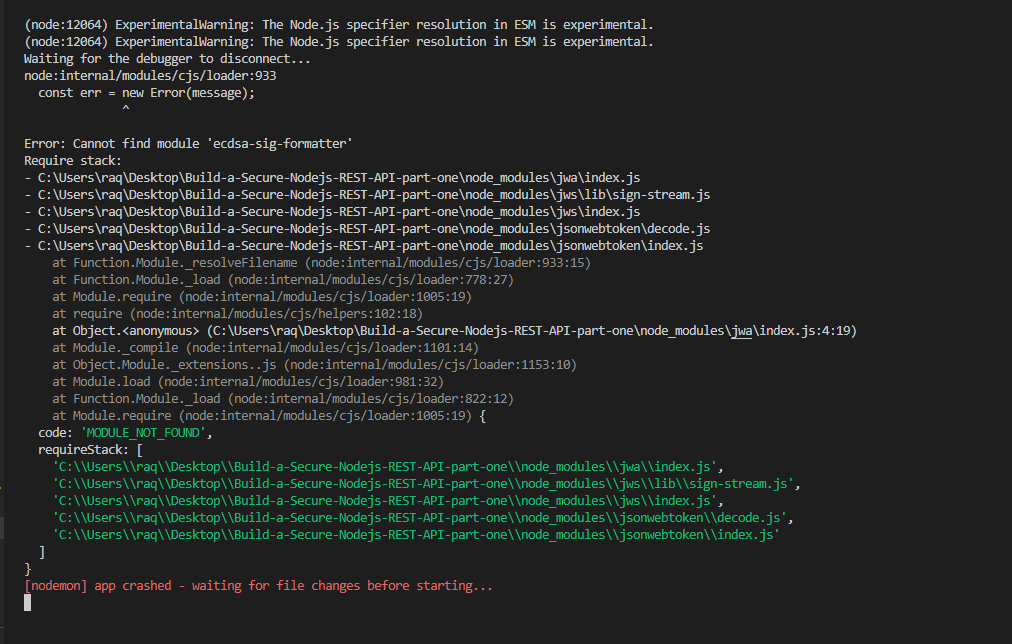 (node:12064) ExperimentalWarning: The Node.js specifier resolution in ESM is experimental.
(node:12064) ExperimentalWarning: The Node.js specifier resolution in ESM is experimental.
Waiting for the debugger to disconnect...
node:internal/modules/cjs/loader:933
  const err = new Error(message);
              ^

Error: Cannot find module 'ecdsa-sig-formatter'
Require stack:
- C:\Users\raq\Desktop\Build-a-Secure-Nodejs-REST-API-part-one\node_modules\jwa\index.js
- C:\Users\raq\Desktop\Build-a-Secure-Nodejs-REST-API-part-one\node_modules\jws\lib\sign-stream.js
- C:\Users\raq\Desktop\Build-a-Secure-Nodejs-REST-API-part-one\node_modules\jws\index.js
- C:\Users\raq\Desktop\Build-a-Secure-Nodejs-REST-API-part-one\node_modules\jsonwebtoken\decode.js
- C:\Users\raq\Desktop\Build-a-Secure-Nodejs-REST-API-part-one\node_modules\jsonwebtoken\index.js
    at Function.Module._resolveFilename (node:internal/modules/cjs/loader:933:15)
    at Function.Module._load (node:internal/modules/cjs/loader:778:27)
    at Module.require (node:internal/modules/cjs/loader:1005:19)
    at require (node:internal/modules/cjs/helpers:102:18)
    at Object.<anonymous> (C:\Users\raq\Desktop\Build-a-Secure-Nodejs-REST-API-part-one\node_modules\jwa\index.js:4:19)
    at Module._compile (node:internal/modules/cjs/loader:1101:14)
    at Object.Module._extensions..js (node:internal/modules/cjs/loader:1153:10)
    at Module.load (node:internal/modules/cjs/loader:981:32)
    at Function.Module._load (node:internal/modules/cjs/loader:822:12)
    at Module.require (node:internal/modules/cjs/loader:1005:19) {
  code: 'MODULE_NOT_FOUND',
  requireStack: [
    'C:\\Users\\raq\\Desktop\\Build-a-Secure-Nodejs-REST-API-part-one\\node_modules\\jwa\\index.js',
    'C:\\Users\\raq\\Desktop\\Build-a-Secure-Nodejs-REST-API-part-one\\node_modules\\jws\\lib\\sign-stream.js',
    'C:\\Users\\raq\\Desktop\\Build-a-Secure-Nodejs-REST-API-part-one\\node_modules\\jws\\index.js',
    'C:\\Users\\raq\\Desktop\\Build-a-Secure-Nodejs-REST-API-part-one\\node_modules\\jsonwebtoken\\decode.js',
    'C:\\Users\\raq\\Desktop\\Build-a-Secure-Nodejs-REST-API-part-one\\node_modules\\jsonwebtoken\\index.js'
  ]
}
[nodemon] app crashed - waiting for file changes before starting...